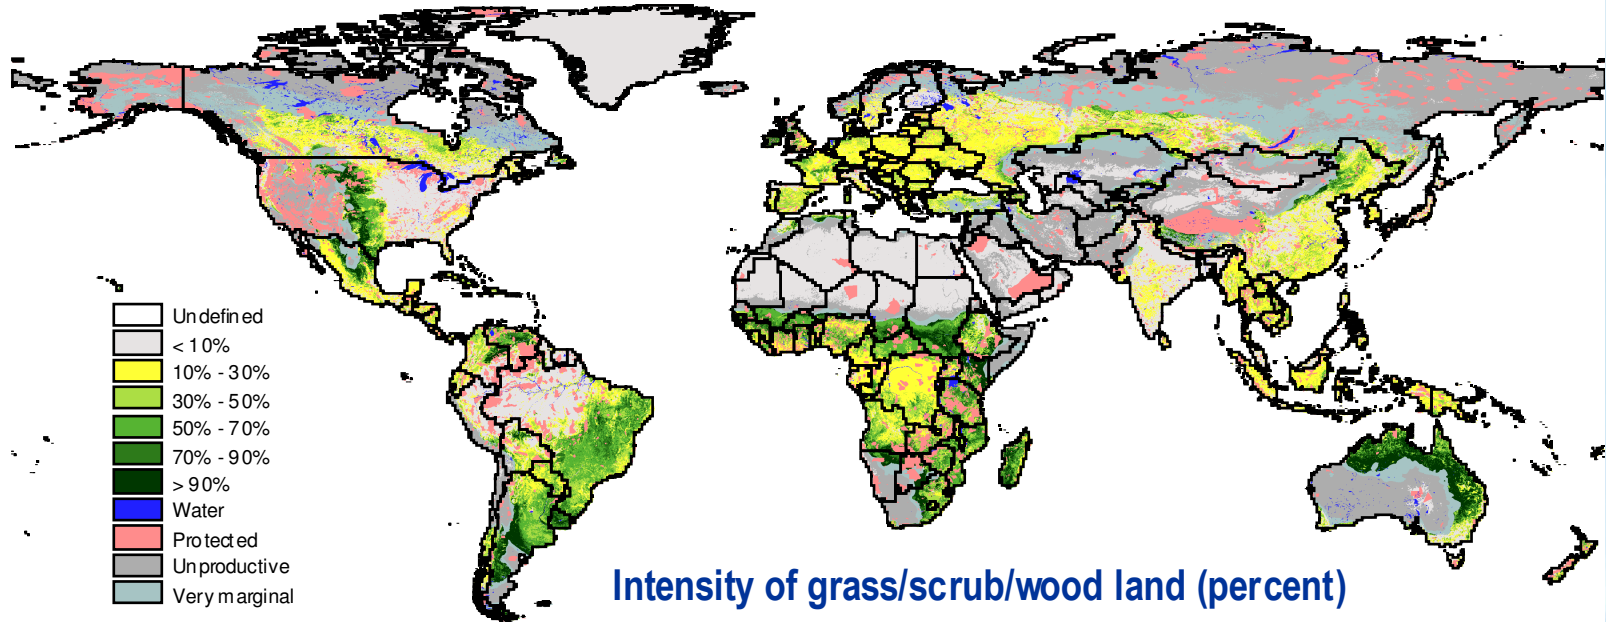 Undefined
< 10%
10% - 30%
30% - 50%
50% - 70%
70% - 90%
> 90%
Water
Protected
Unproductive
Very marginal
Intensity of grass/scrub/wood land (percent)